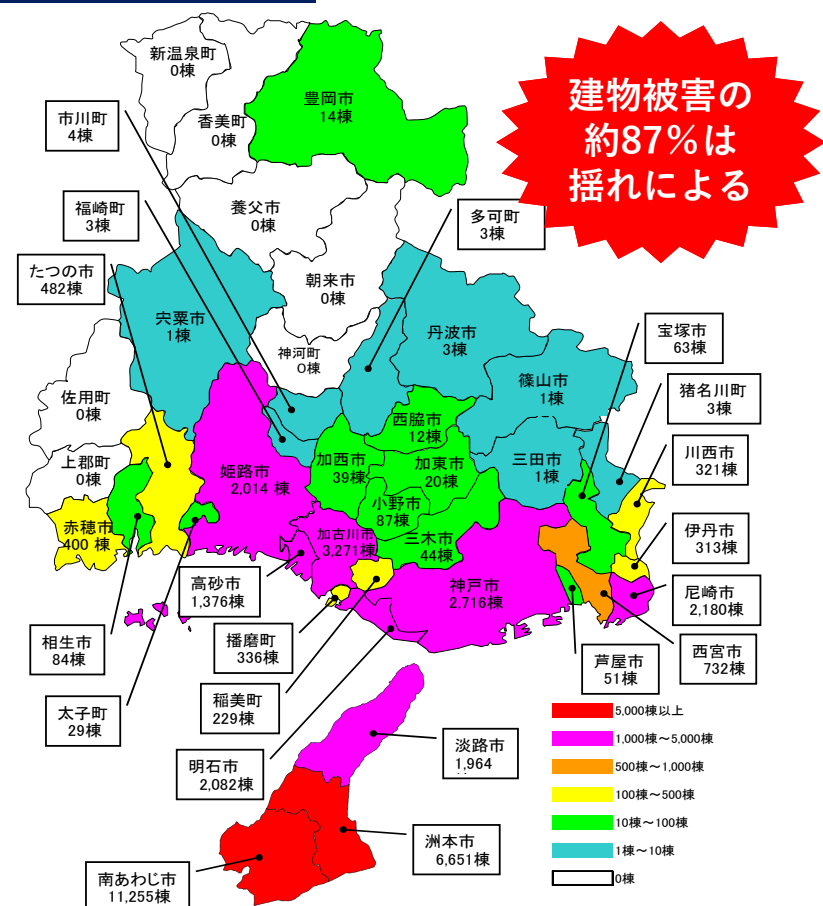 建物被害の
約87％は
揺れによる
新温泉町
0棟
香美町
0棟
豊岡市
14棟
市川町
4棟
福崎町
3棟
養父市
0棟
多可町
3棟
たつの市
482棟
朝来市
0棟
宍粟市
1棟
丹波市
3棟
宝塚市
63棟
神河町
0棟
篠山市
1棟
猪名川町
3棟
佐用町
0棟
西脇市
12棟
川西市
321棟
上郡町
0棟
姫路市
2,014 棟
加西市
39棟
加東市
20棟
三田市
1棟
小野市
87棟
伊丹市
313棟
赤穂市
400 棟
加古川市
3,271棟
三木市
44棟
高砂市
1,376棟
神戸市
2,716棟
尼崎市
2,180棟
相生市
84棟
播磨町
336棟
芦屋市
51棟
西宮市
732棟
太子町
29棟
稲美町
229棟
明石市
2,082棟
淡路市
1,964
洲本市
6,651棟
南あわじ市
11,255棟
5,000棟以上
1,000棟～5,000棟
500棟～1,000棟
100棟～500棟
10棟～100棟
1棟～10棟
0棟